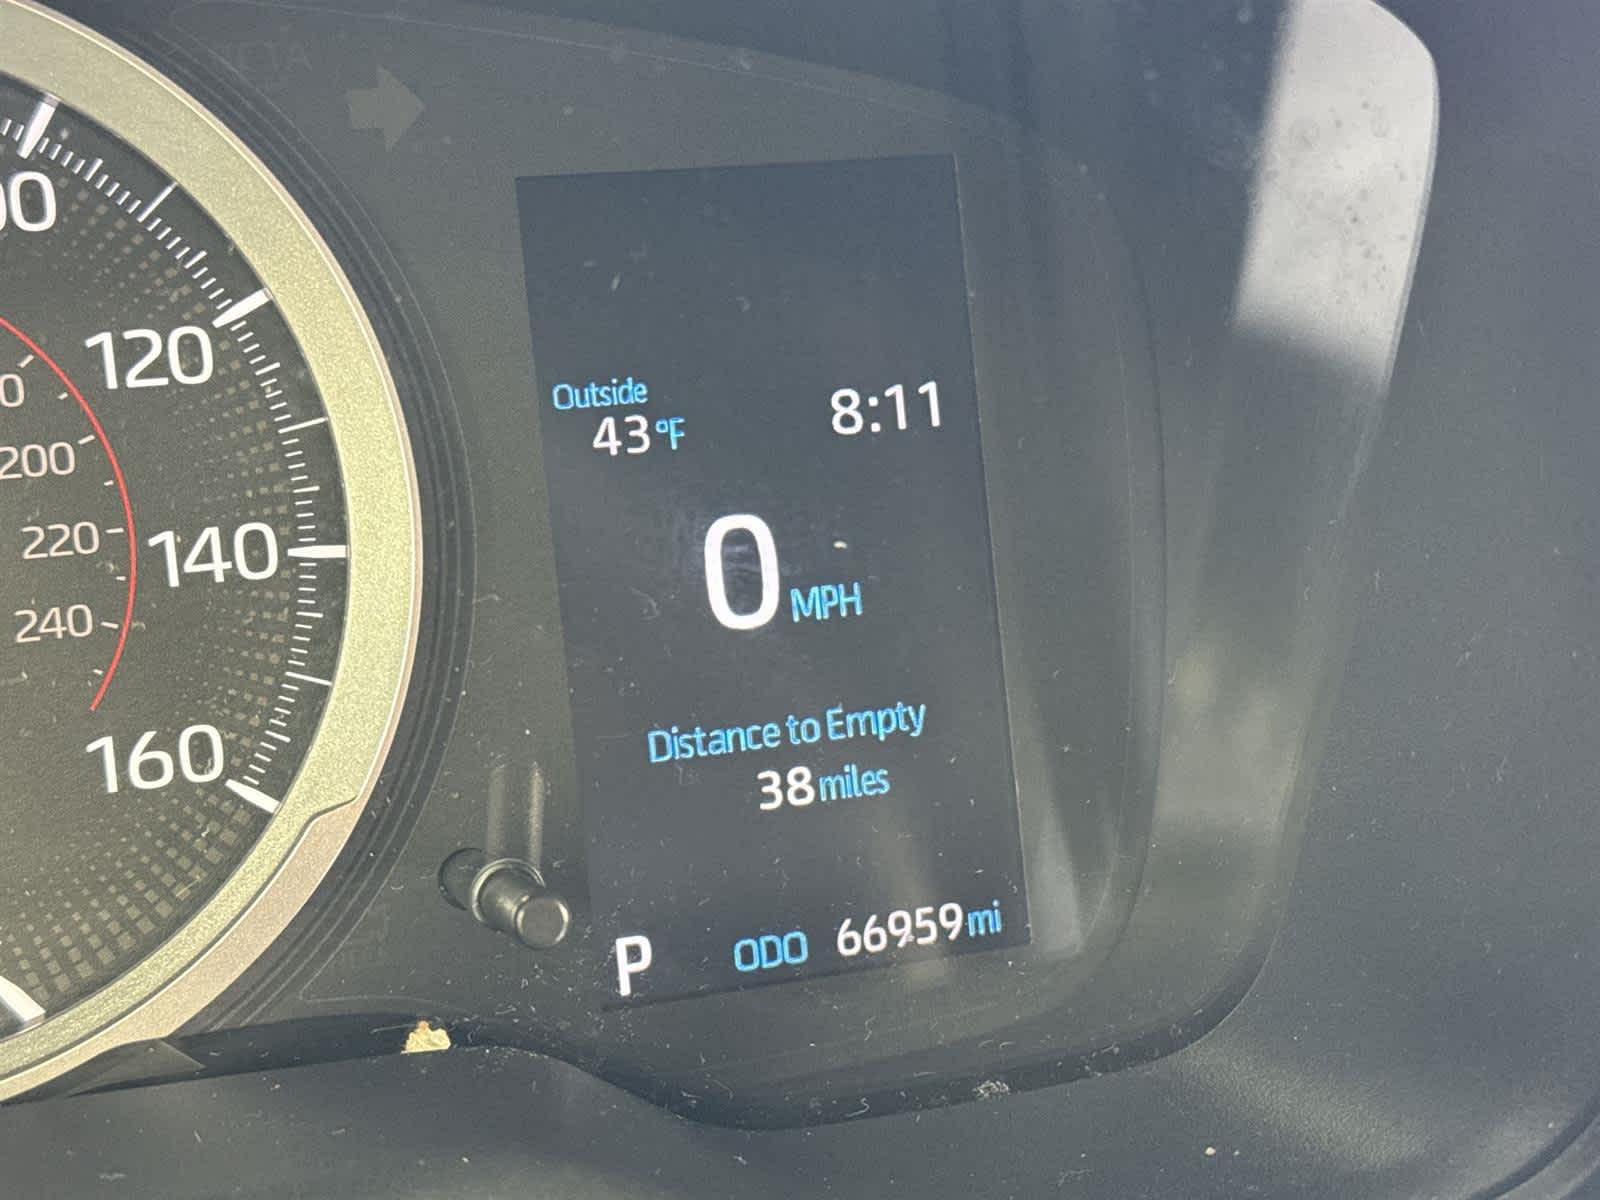 120
200
220
140
240
160
Outside
43°F
8:11
0 MPH
Distance to Empty
38 miles
P ODO 66959 mi